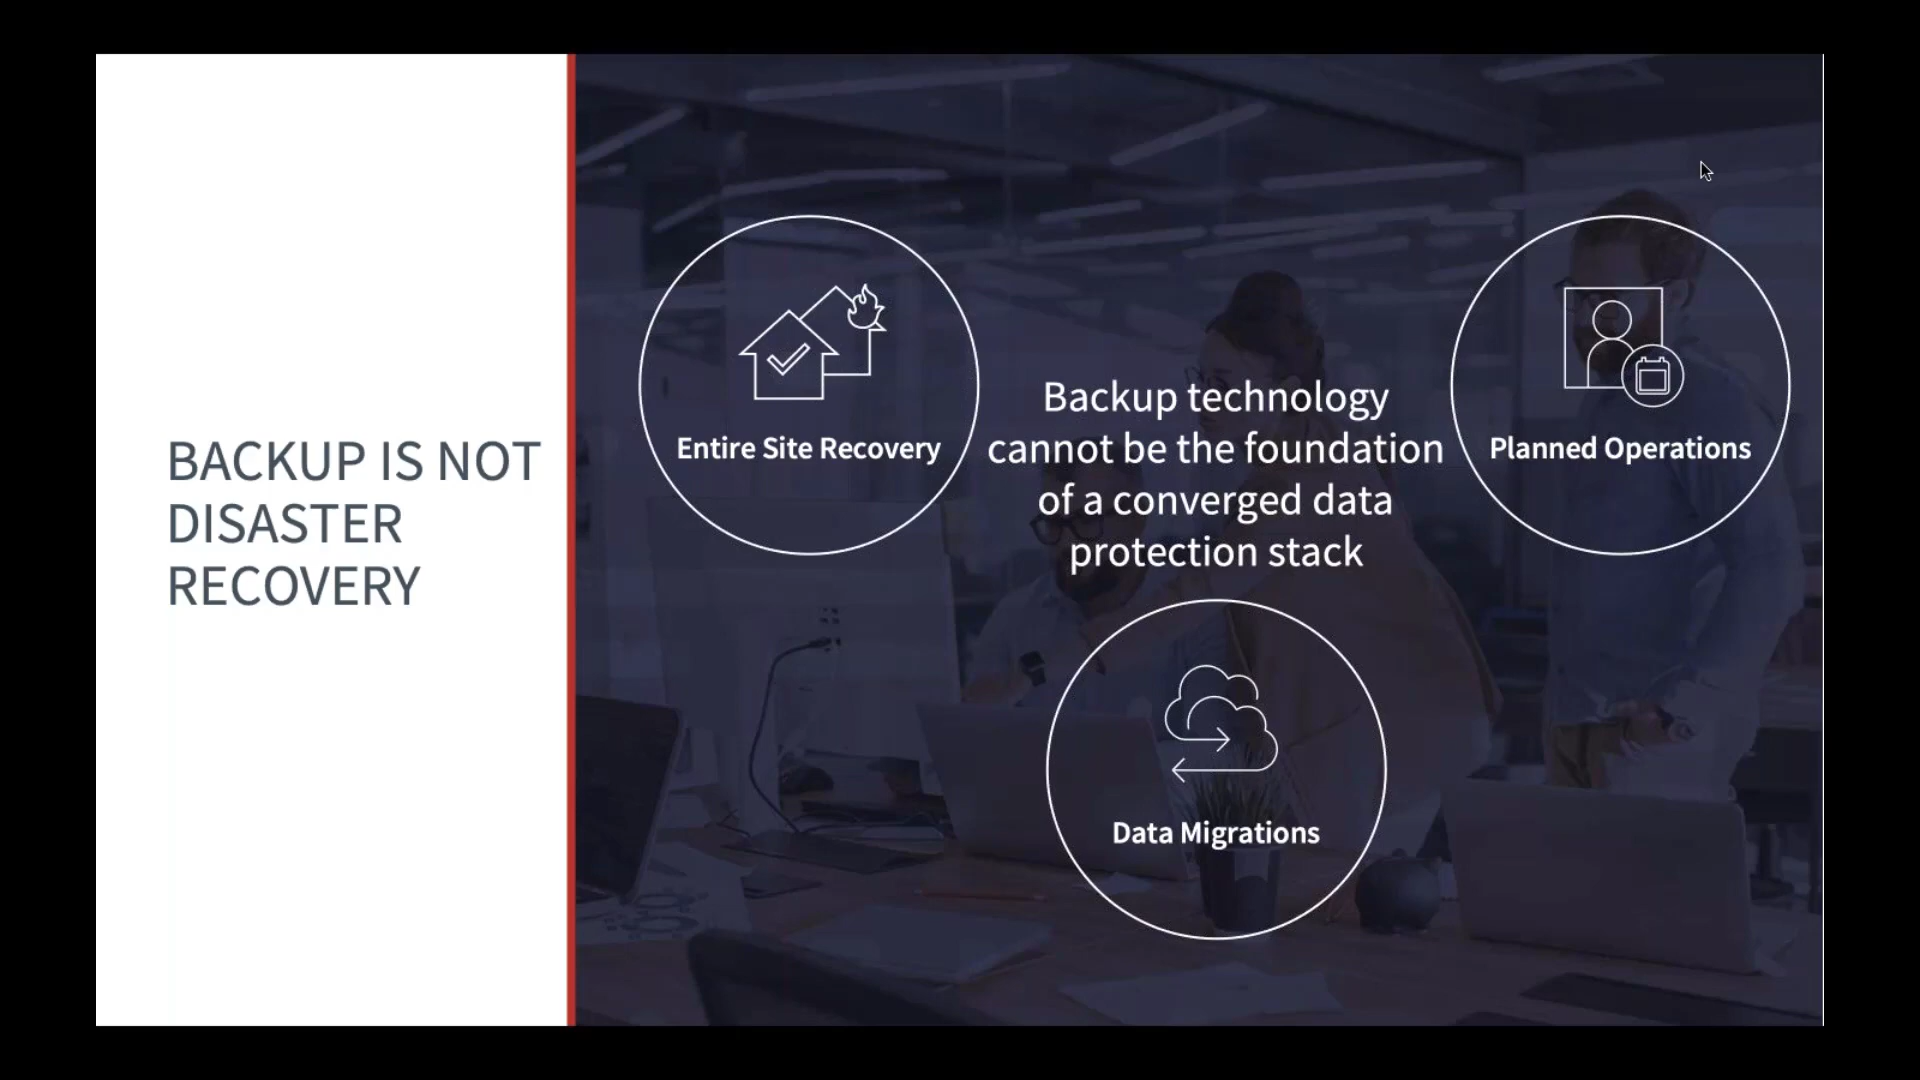 BACKUP IS NOT
DISASTER
RECOVERY
Entire Site Recovery
Backup technology
cannot be the foundation
of a converged data
protection stack
Planned Operations
Data Migrations